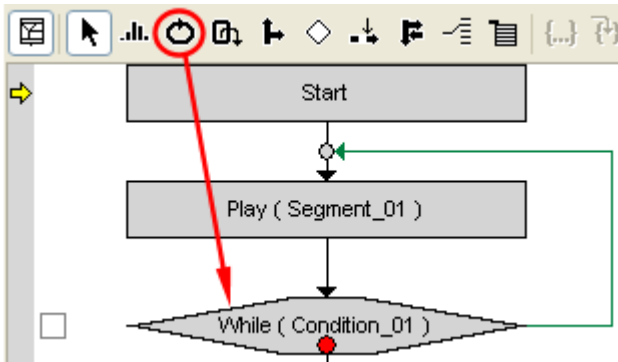 {...}
Start
Play ( Segment_01 )
While ( Condition_01 )